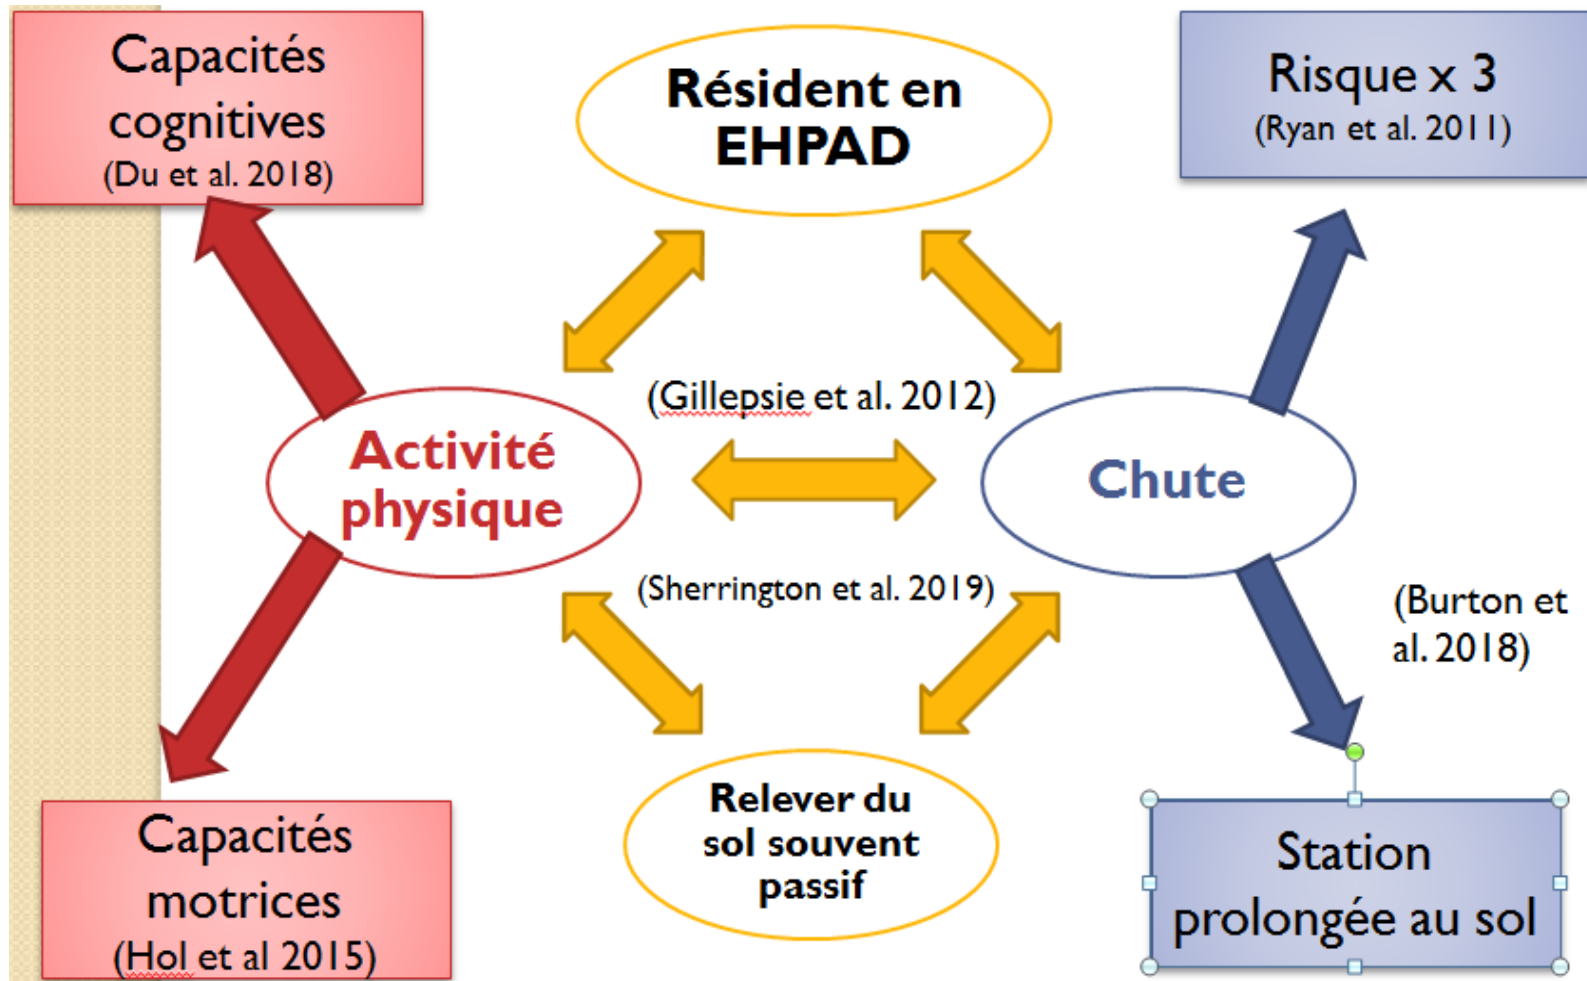 Capacités
cognitives
(Du et al. 2018)
Résident en
EHPAD
Risque x 3
(Ryan et al. 2011)
(Gillepsie et al. 2012)
Activité
physique
Chute
(Sherrington et al. 2019)
(Burton et
al. 2018)
Capacités
motrices
(Hol et al 2015)
Relever du
sol souvent
passif
Station
prolongée au sol